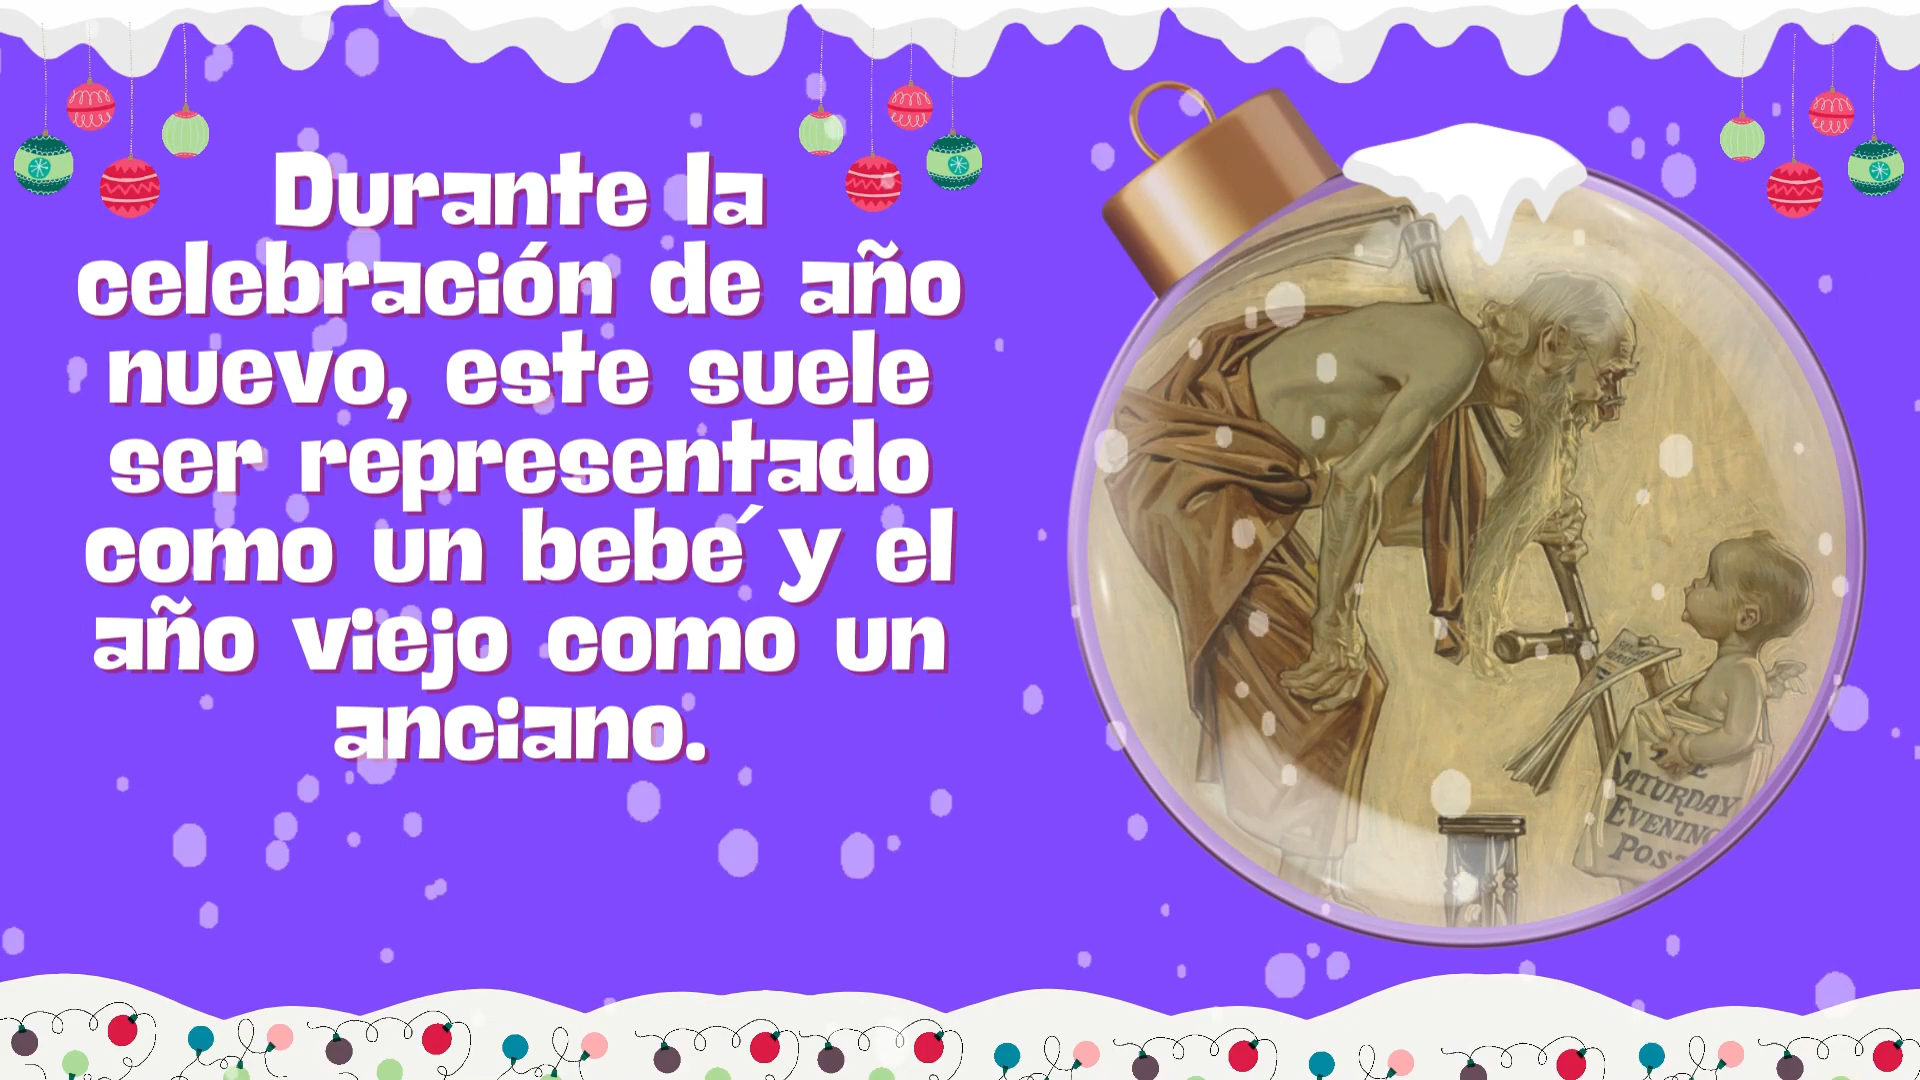 Durante la
celebración de año
nuevo, este suele
ser representado
como un bebé y el
año viejo como un
anciano.
SATURDAY
EVENING
POST